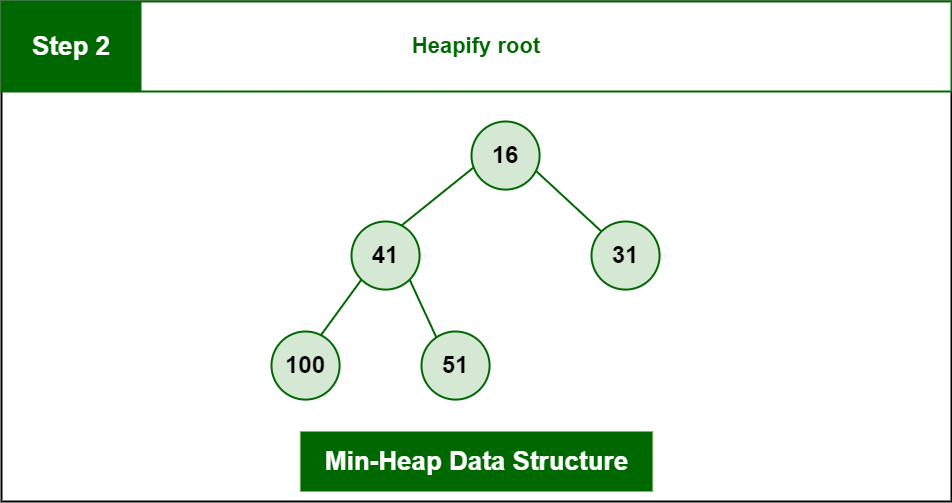 Step 2
Heapify root
16
41
31
100
51
Min-Heap Data Structure